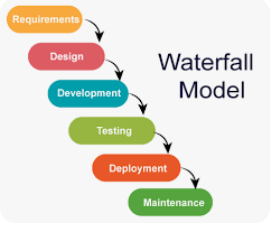 Requirements
Design
Waterfall
Model
Development
Testing
Deployment
Maintenance